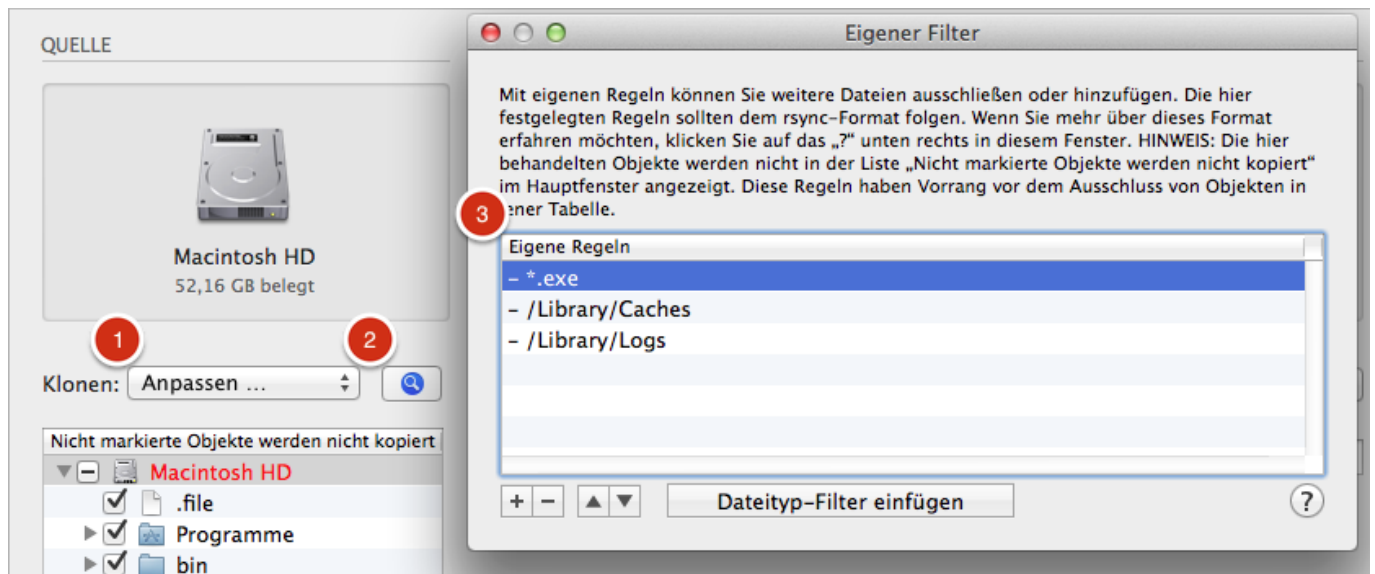 QUELLE
Macintosh HD
52,16 GB belegt
1
2
Klonen: Anpassen ...
Nicht markierte Objekte werden nicht kopiert
Macintosh HD
.file
Programme
bin
Eigener Filter
Mit eigenen Regeln können Sie weitere Dateien ausschließen oder hinzufügen. Die hier
festgelegten Regeln sollten dem rsync-Format folgen. Wenn Sie mehr über dieses Format
erfahren möchten, klicken Sie auf das „?“ unten rechts in diesem Fenster. HINWEIS: Die hier
behandelten Objekte werden nicht in der Liste „Nicht markierte Objekte werden nicht kopiert“
im Hauptfenster angezeigt. Diese Regeln haben Vorrang vor dem Ausschluss von Objekten in
ener Tabelle.
3
Eigene Regeln
– *.exe
– /Library/Caches
– /Library/Logs
+ − ▲ ▼ Dateityp-Filter einfügen ?